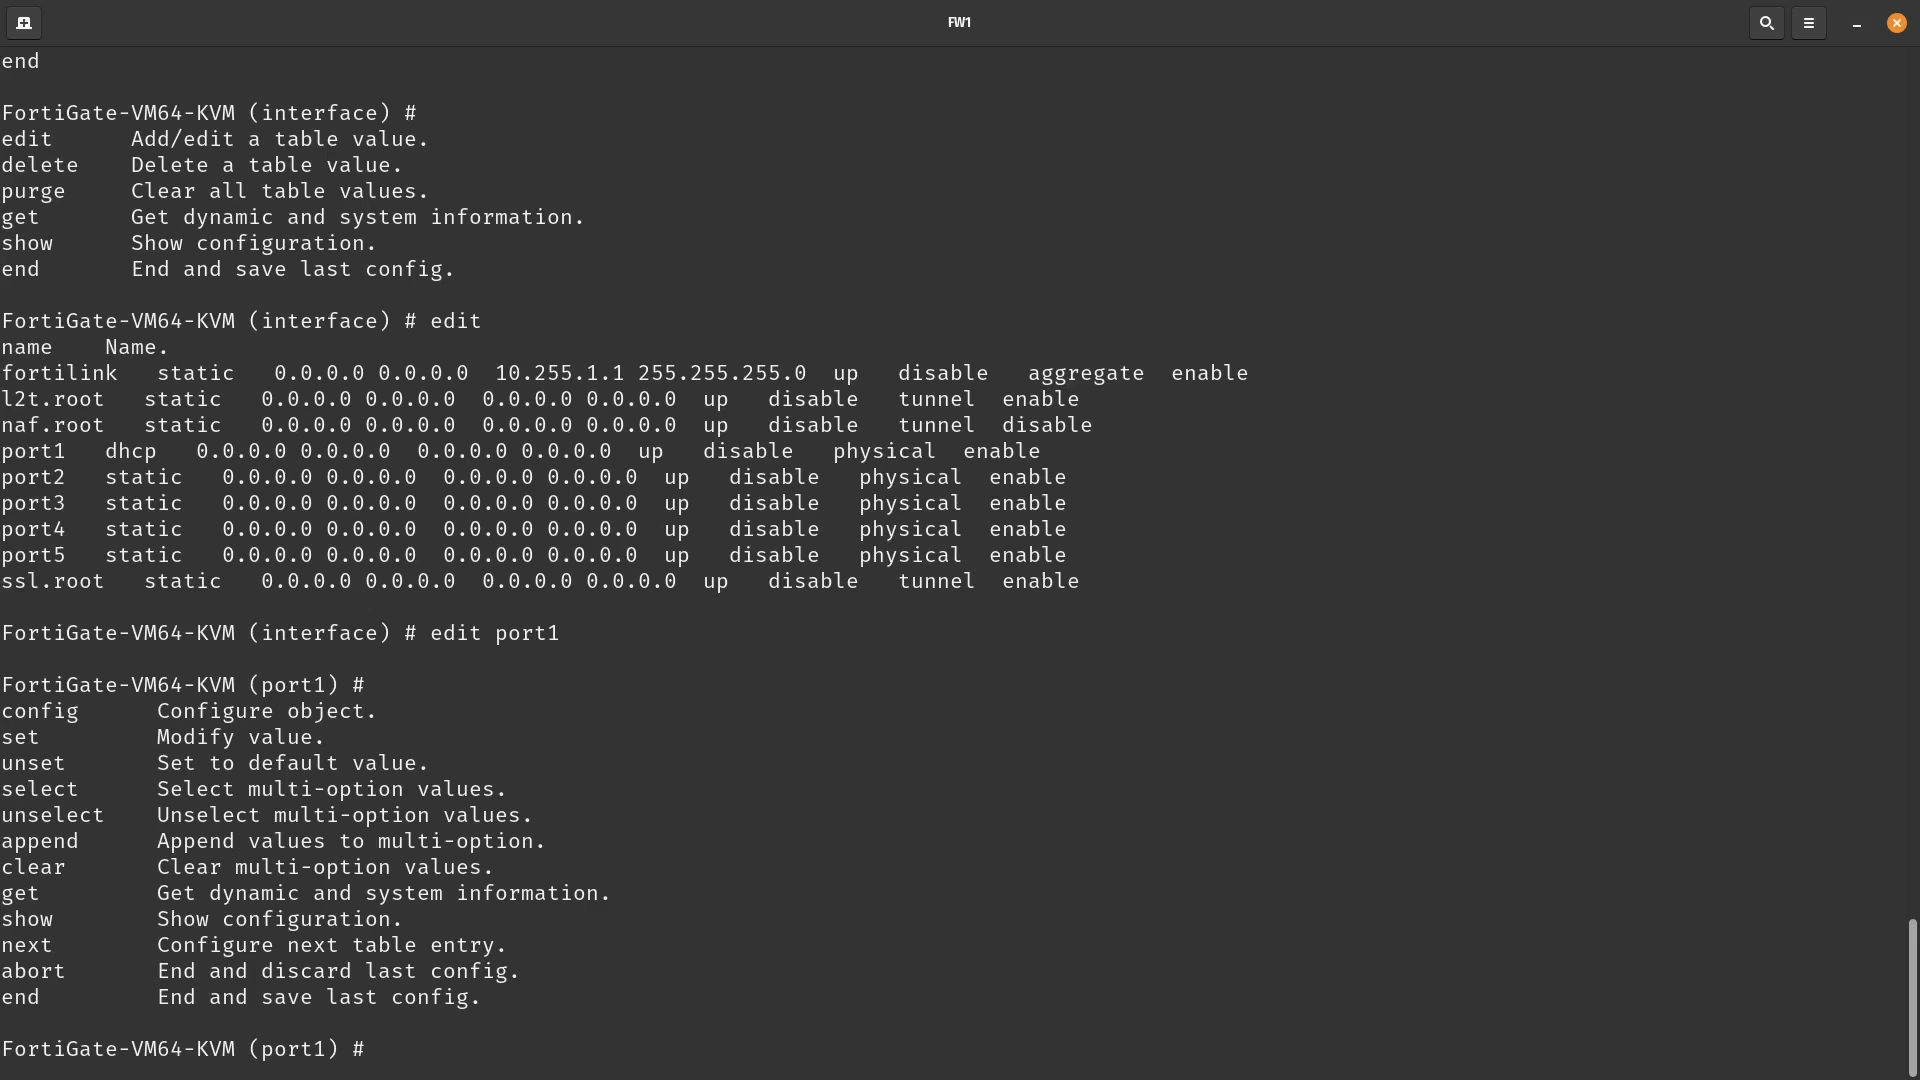 FW1
end
FortiGate-VM64-KVM (interface) #
edit      Add/edit a table value.
delete    Delete a table value.
purge     Clear all table values.
get       Get dynamic and system information.
show      Show configuration.
end       End and save last config.
FortiGate-VM64-KVM (interface) # edit
name    Name.
fortilink   static   0.0.0.0 0.0.0.0  10.255.1.1 255.255.255.0  up   disable   aggregate  enable
l2t.root   static   0.0.0.0 0.0.0.0  0.0.0.0 0.0.0.0  up   disable   tunnel  enable
naf.root   static   0.0.0.0 0.0.0.0  0.0.0.0 0.0.0.0  up   disable   tunnel  disable
port1   dhcp   0.0.0.0 0.0.0.0  0.0.0.0 0.0.0.0  up   disable   physical  enable
port2   static   0.0.0.0 0.0.0.0  0.0.0.0 0.0.0.0  up   disable   physical  enable
port3   static   0.0.0.0 0.0.0.0  0.0.0.0 0.0.0.0  up   disable   physical  enable
port4   static   0.0.0.0 0.0.0.0  0.0.0.0 0.0.0.0  up   disable   physical  enable
port5   static   0.0.0.0 0.0.0.0  0.0.0.0 0.0.0.0  up   disable   physical  enable
ssl.root   static   0.0.0.0 0.0.0.0  0.0.0.0 0.0.0.0  up   disable   tunnel  enable
FortiGate-VM64-KVM (interface) # edit port1
FortiGate-VM64-KVM (port1) #
config      Configure object.
set         Modify value.
unset       Set to default value.
select      Select multi-option values.
unselect    Unselect multi-option values.
append      Append values to multi-option.
clear       Clear multi-option values.
get         Get dynamic and system information.
show        Show configuration.
next        Configure next table entry.
abort       End and discard last config.
end         End and save last config.
FortiGate-VM64-KVM (port1) #